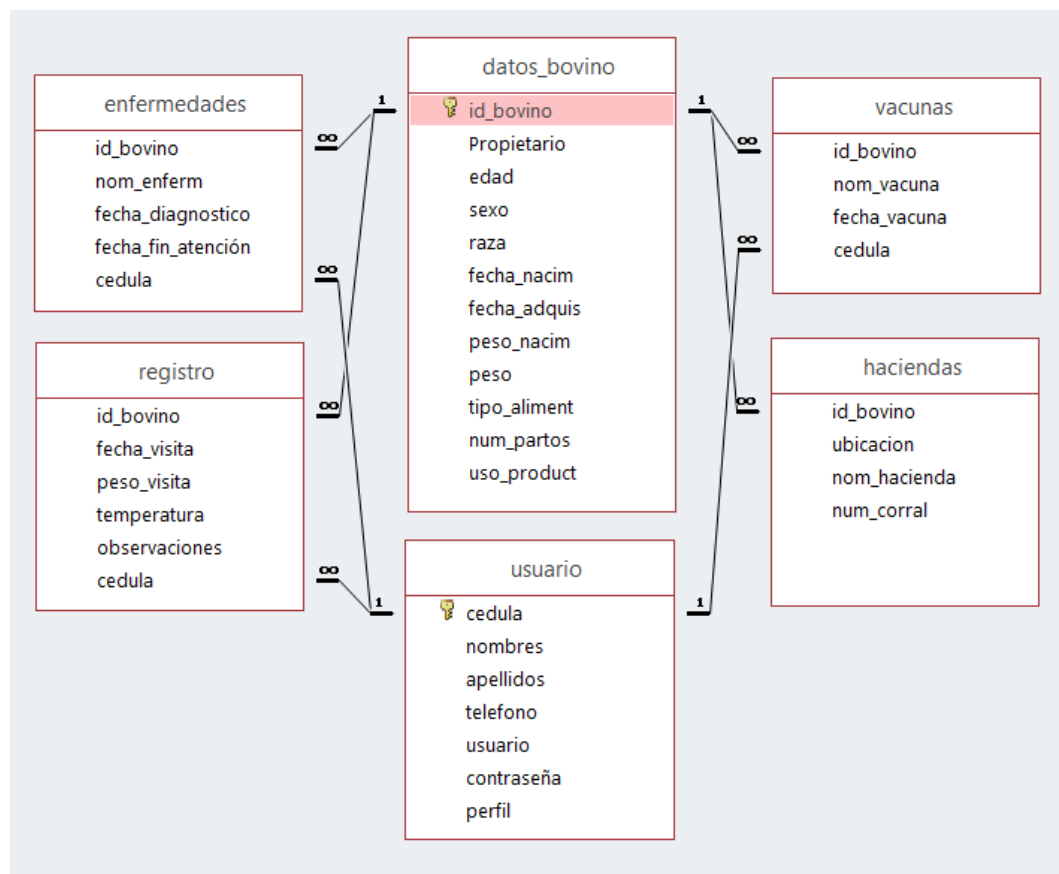 datos_bovino
id_bovino
Propietario
edad
sexo
raza
fecha_nacim
fecha_adquis
peso_nacim
peso
tipo_aliment
num_partos
uso_product
enfermedades
id_bovino
nom_enferm
fecha_diagnostico
fecha_fin_atención
cedula
vacunas
id_bovino
nom_vacuna
fecha_vacuna
cedula
registro
id_bovino
fecha_visita
peso_visita
temperatura
observaciones
cedula
haciendas
id_bovino
ubicacion
nom_hacienda
num_corral
usuario
cedula
nombres
apellidos
telefono
usuario
contraseña
perfil
1
∞
∞
1
∞
∞
∞
∞
∞
1
1